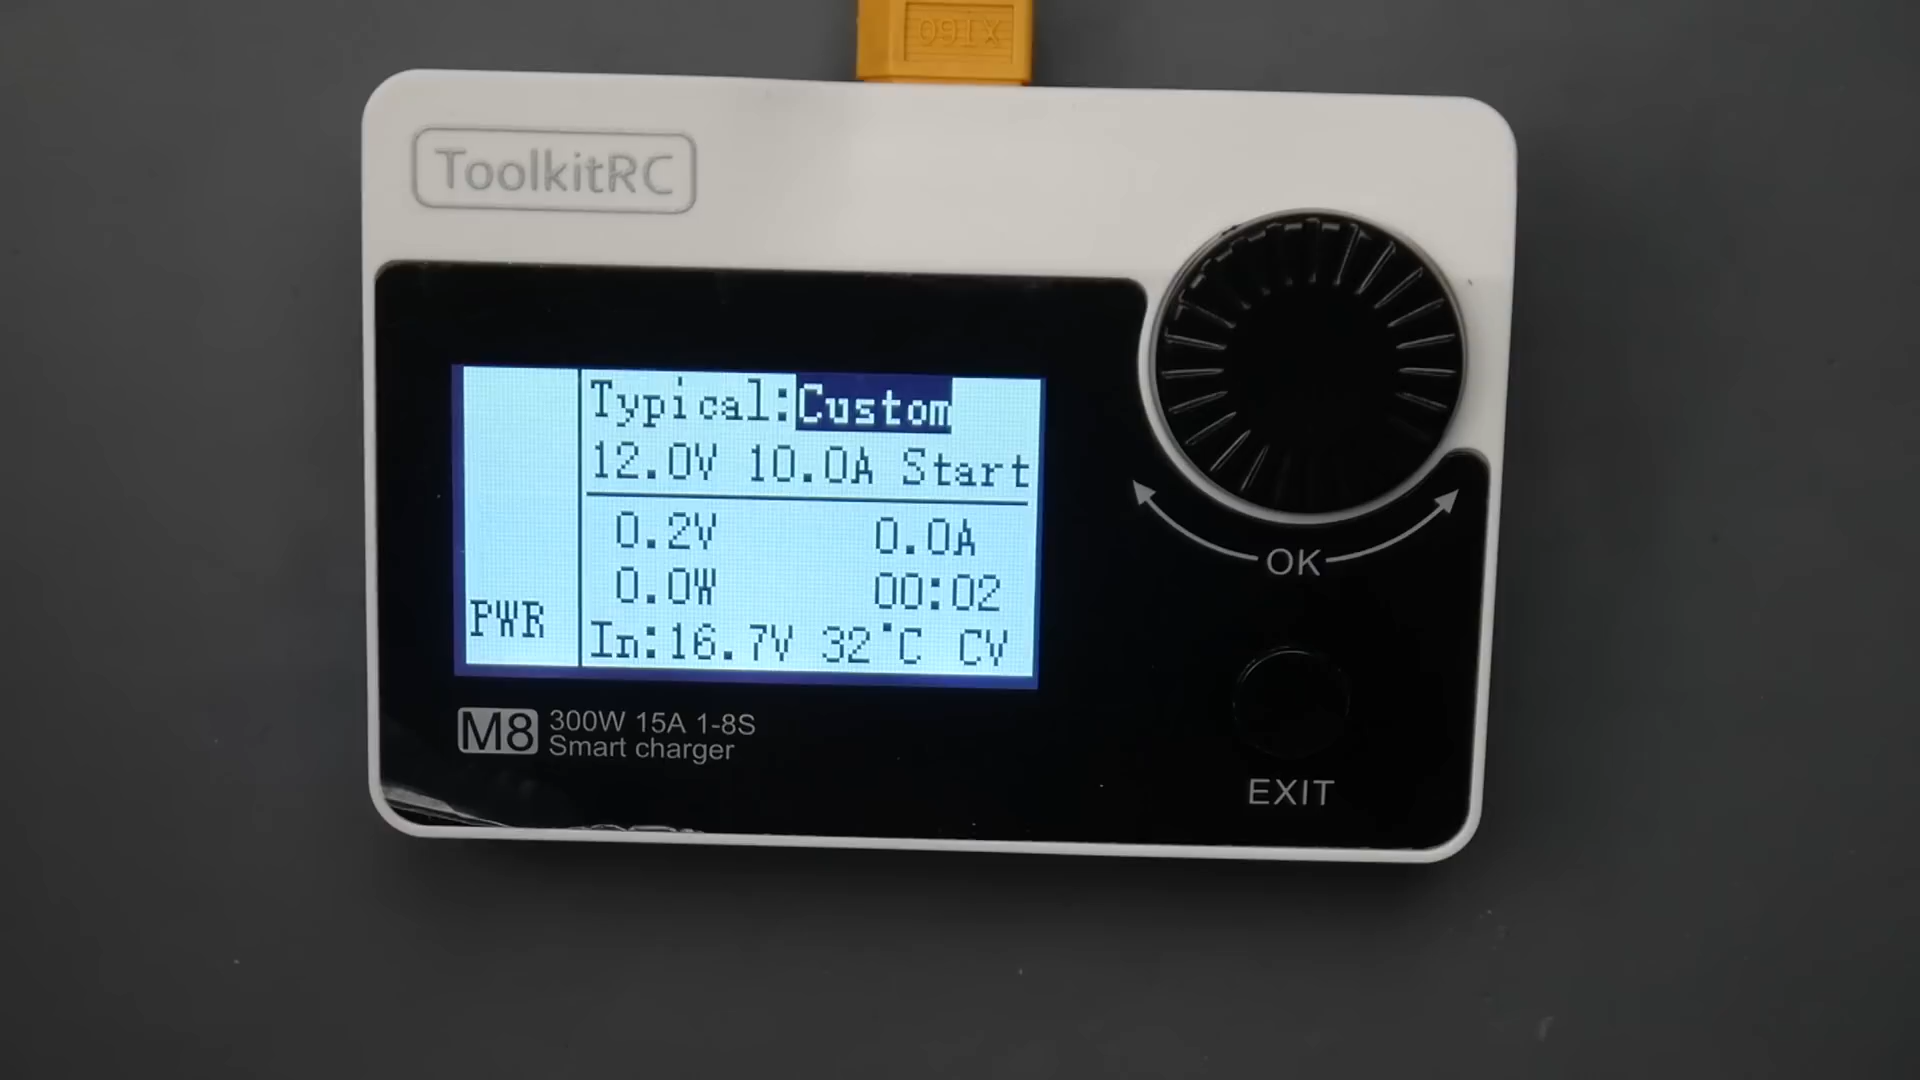 XT60
ToolkitRC
Typical:Custom
12.0V 10.0A Start
0.2V 0.0A
0.0W 00:02
PWR
In:16.7V 32°C CV
M8 300W 15A 1-8S
Smart charger
OK
EXIT